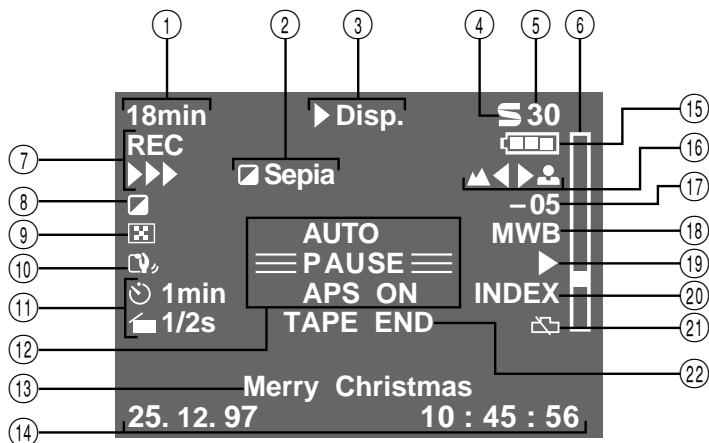 ① ② ③ ④ ⑤ ⑥
18min ▶ Disp. S 30
⑦ REC ⑮
▶▶▶ Sepia ◀ ▶ ⑯
⑧ –05 ⑰
⑨ AUTO MWB ⑱
⑩ PAUSE ▶ ⑲
⑪ 1min APS ON INDEX ⑳
1/2s TAPE END ㉑
⑫ ㉒
⑬ Merry Christmas
25. 12. 97 10 : 45 : 56
⑭